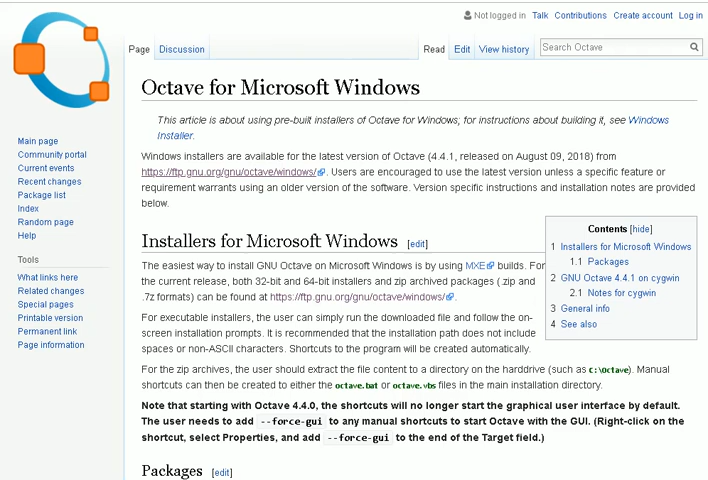 Not logged in Talk Contributions Create account Log in
Page Discussion Read Edit View history Search Octave
Octave for Microsoft Windows
This article is about using pre-built installers of Octave for Windows; for instructions about building it, see Windows
Installer.
Windows installers are available for the latest version of Octave (4.4.1, released on August 09, 2018) from
https://ftp.gnu.org/gnu/octave/windows/. Users are encouraged to use the latest version unless a specific feature or
requirement warrants using an older version of the software. Version specific instructions and installation notes are provided
below.
Main page
Community portal
Current events
Recent changes
Package list
Index
Random page
Help
Tools
What links here
Related changes
Special pages
Printable version
Permanent link
Page information
Contents [hide]
1 Installers for Microsoft Windows
1.1 Packages
2 GNU Octave 4.4.1 on cygwin
2.1 Notes for cygwin
3 General info
4 See also
Installers for Microsoft Windows [edit]
The easiest way to install GNU Octave on Microsoft Windows is by using MXE builds. For
the current release, both 32-bit and 64-bit installers and zip archived packages (.zip and
.7z formats) can be found at https://ftp.gnu.org/gnu/octave/windows/.
For executable installers, the user can simply run the downloaded file and follow the on-
screen installation prompts. It is recommended that the installation path does not include
spaces or non-ASCII characters. Shortcuts to the program will be created automatically.
For the zip archives, the user should extract the file content to a directory on the harddrive (such as C:\Octave). Manual
shortcuts can then be created to either the octave.bat or octave.vbs files in the main installation directory.
Note that starting with Octave 4.4.0, the shortcuts will no longer start the graphical user interface by default.
The user needs to add --force-gui to any manual shortcuts to start Octave with the GUI. (Right-click on the
shortcut, select Properties, and add --force-gui to the end of the Target field.)
Packages [edit]